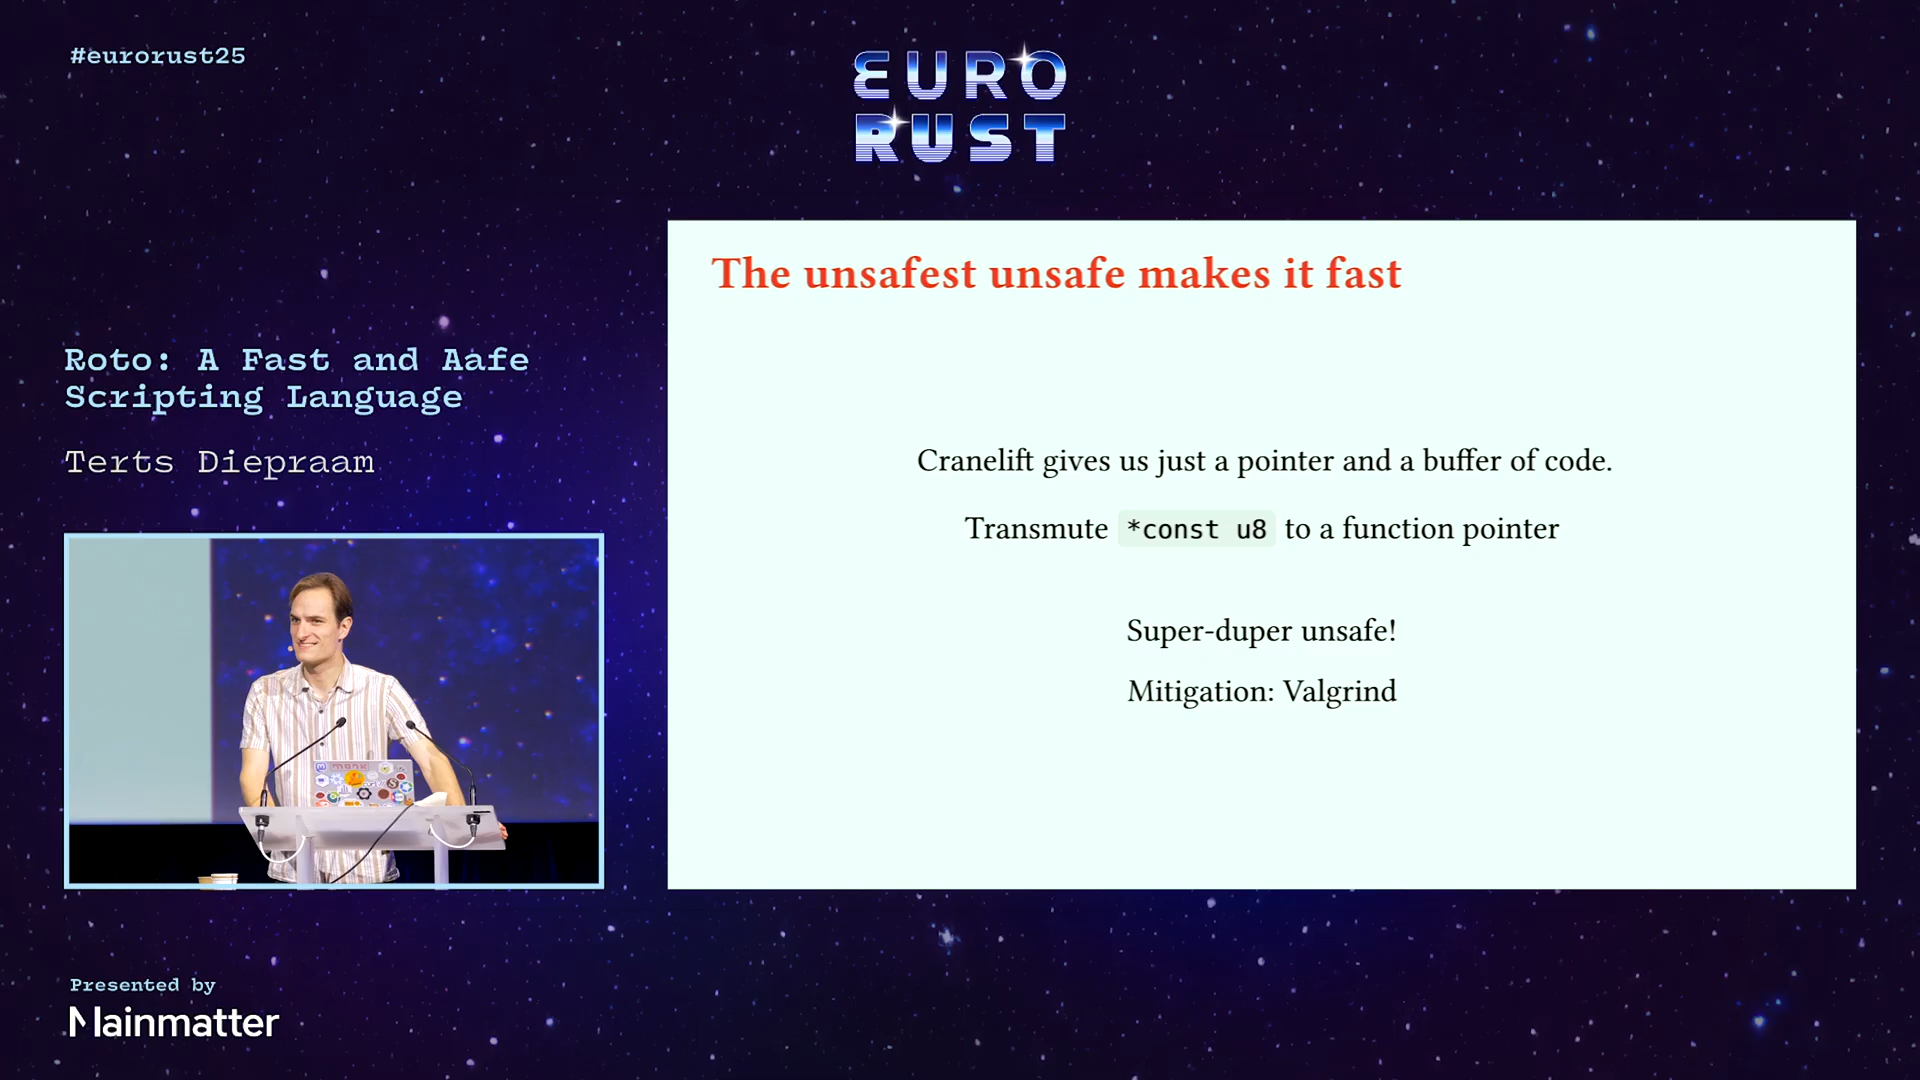 #eurorust25
EURO
RUST
Roto: A Fast and Aafe
Scripting Language
Terts Diepraam
The unsafest unsafe makes it fast
Cranelift gives us just a pointer and a buffer of code.
Transmute *const u8 to a function pointer
Super-duper unsafe!
Mitigation: Valgrind
Presented by
Mainmatter